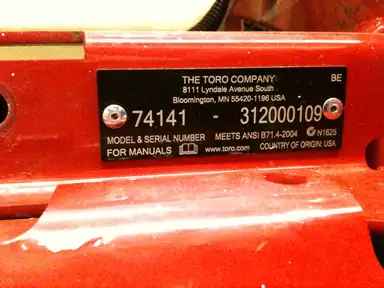 THE TORO COMPANY BE
8111 Lyndale Avenue South
Bloomington, MN 55420-1196 USA
74141 - 312000109
MODEL & SERIAL NUMBER MEETS ANSI B71.4-2004 N1625
FOR MANUALS www.toro.com COUNTRY OF ORIGIN: USA